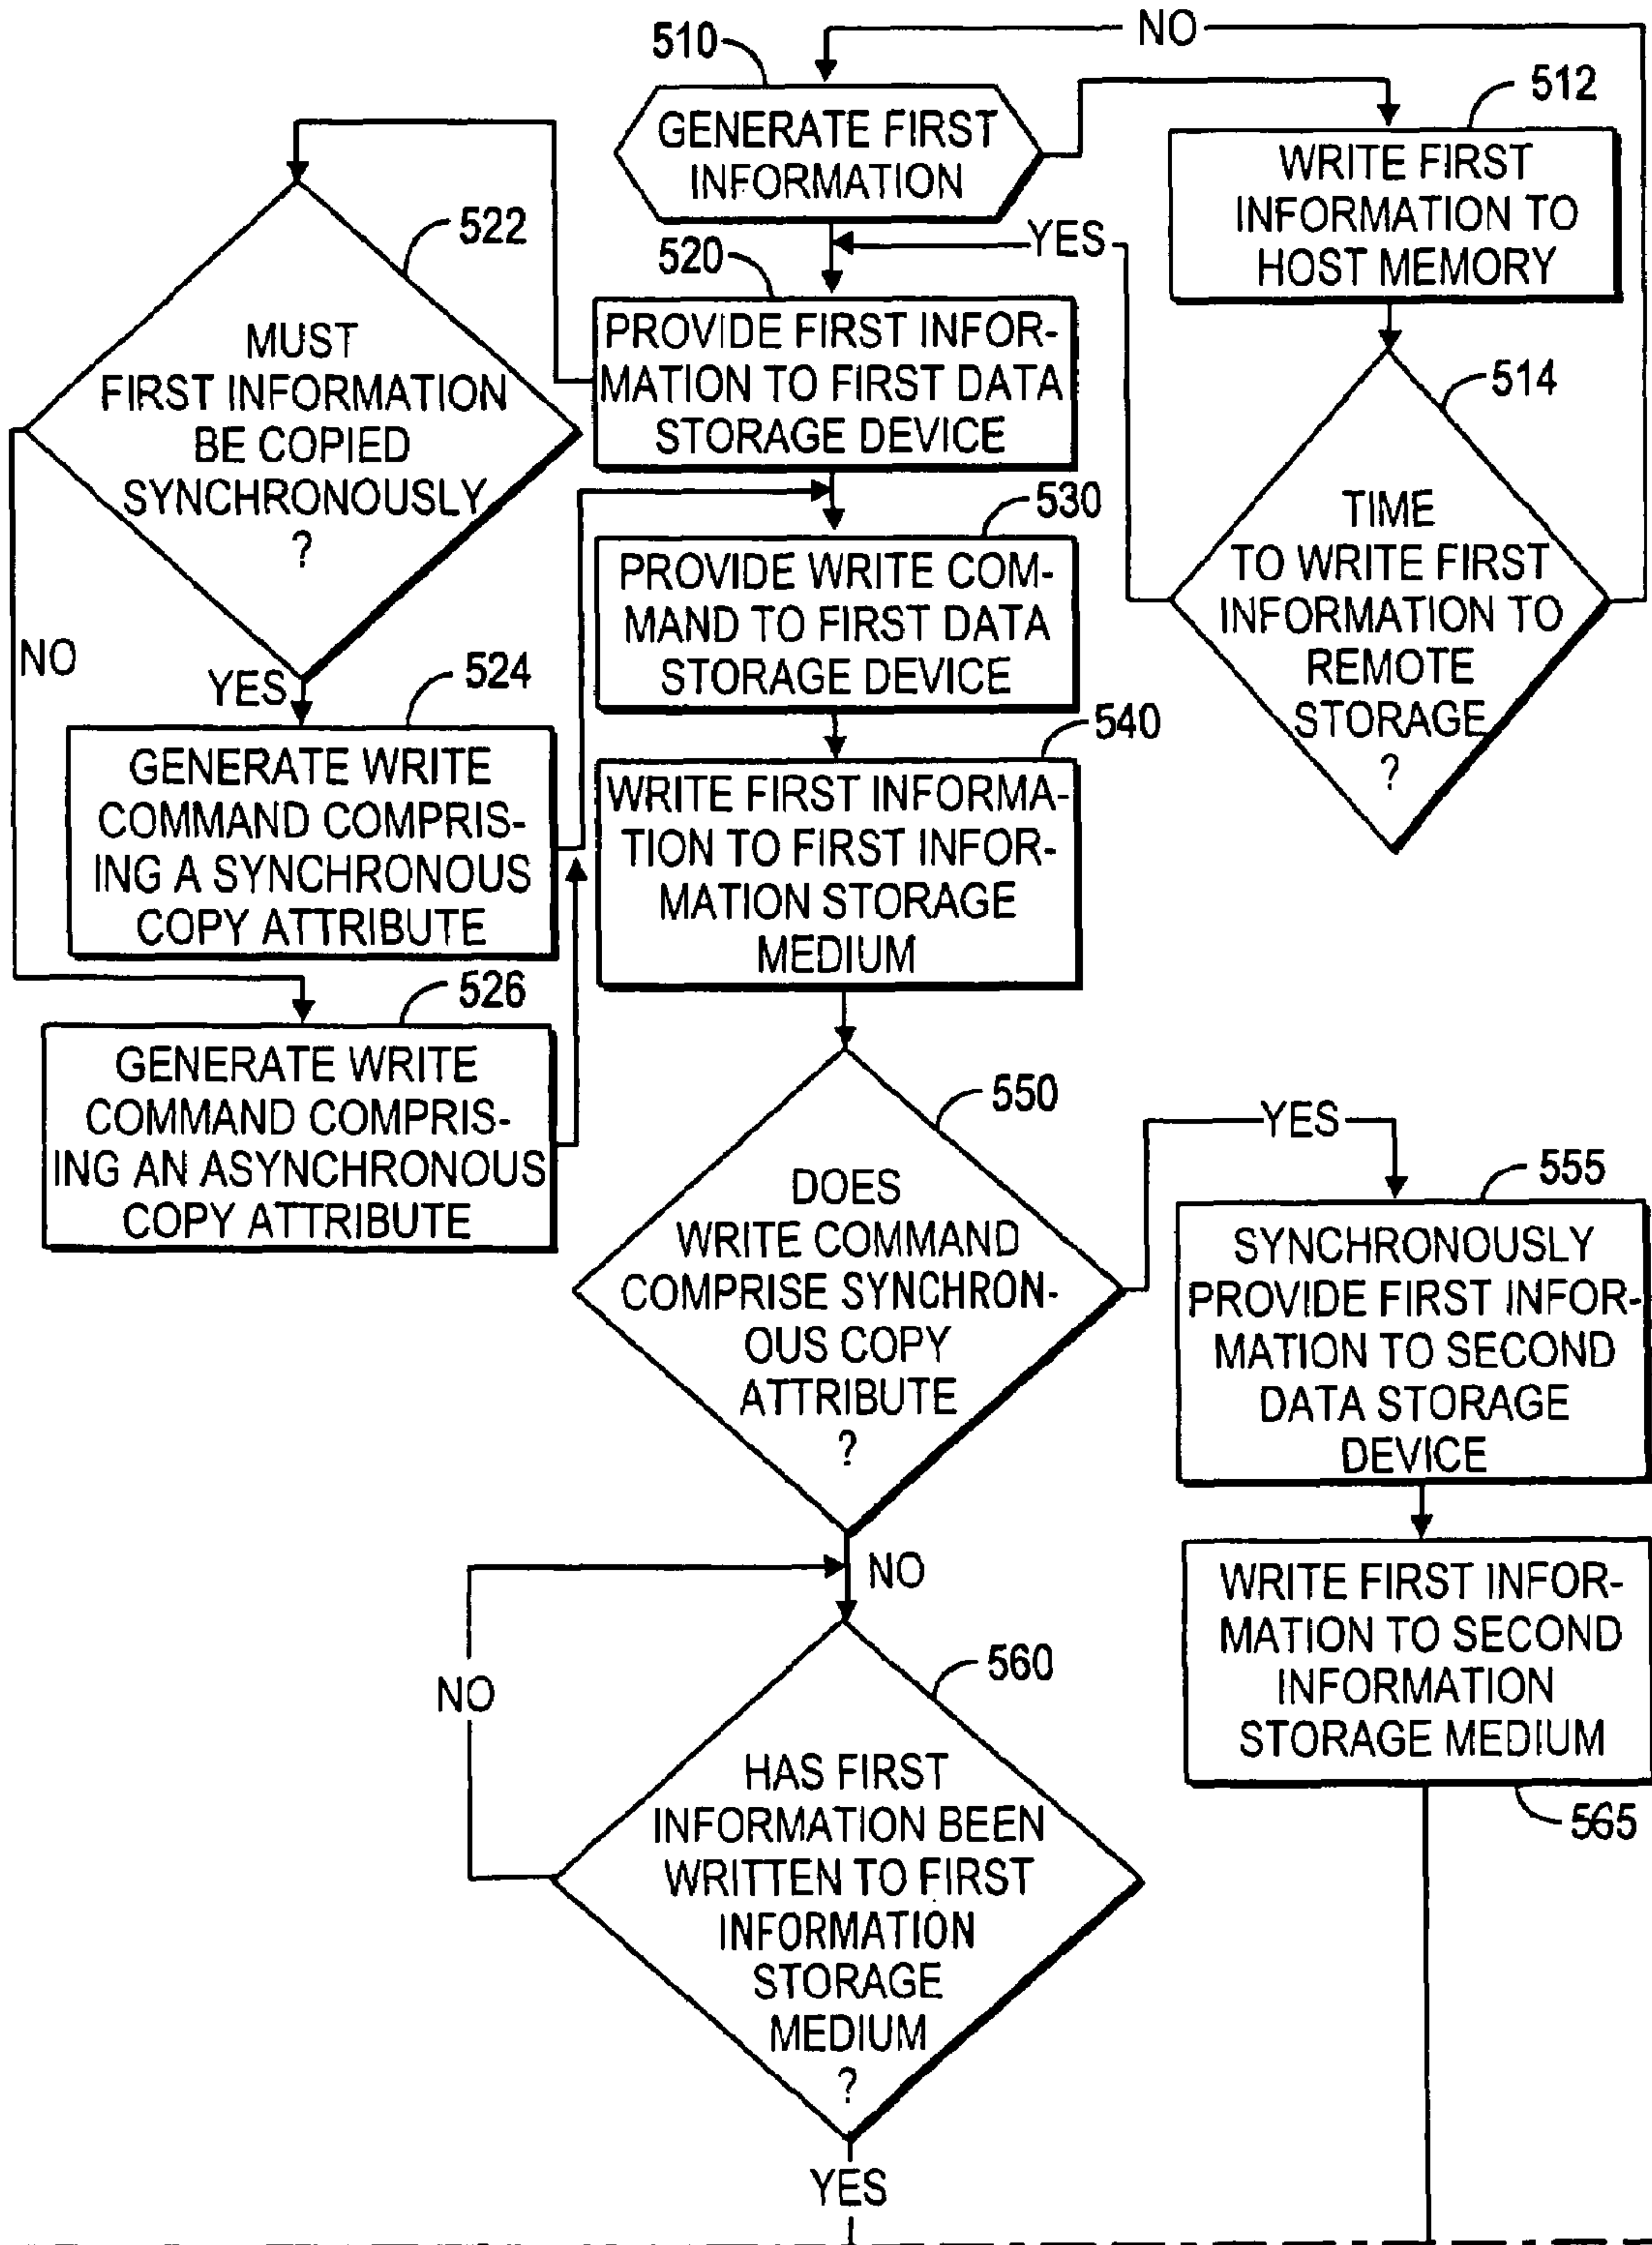 NO
510
GENERATE FIRST
INFORMATION
512
WRITE FIRST
INFORMATION TO
HOST MEMORY
YES
514
TIME
TO WRITE FIRST
INFORMATION TO
REMOTE
STORAGE
?
520
PROVIDE FIRST INFOR-
MATION TO FIRST DATA
STORAGE DEVICE
522
MUST
FIRST INFORMATION
BE COPIED
SYNCHRONOUSLY
?
NO
YES
524
GENERATE WRITE
COMMAND COMPRIS-
ING A SYNCHRONOUS
COPY ATTRIBUTE
526
GENERATE WRITE
COMMAND COMPRIS-
ING AN ASYNCHRONOUS
COPY ATTRIBUTE
530
PROVIDE WRITE COM-
MAND TO FIRST DATA
STORAGE DEVICE
540
WRITE FIRST INFORMA-
TION TO FIRST INFOR-
MATION STORAGE
MEDIUM
550
DOES
WRITE COMMAND
COMPRISE SYNCHRON-
OUS COPY
ATTRIBUTE
?
YES
555
SYNCHRONOUSLY
PROVIDE FIRST INFOR-
MATION TO SECOND
DATA STORAGE
DEVICE
WRITE FIRST INFOR-
MATION TO SECOND
INFORMATION
STORAGE MEDIUM
565
NO
NO
560
HAS FIRST
INFORMATION BEEN
WRITTEN TO FIRST
INFORMATION
STORAGE
MEDIUM
?
YES